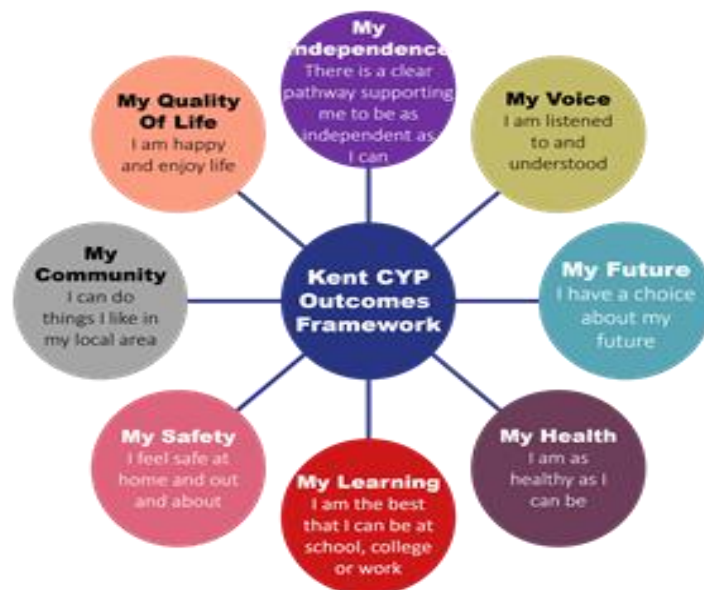 My
Independence
There is a clear
pathway supporting
me to be as
independent as
I can
My Quality
Of Life
I am happy
and enjoy life
My Voice
I am listened
to and
understood
My
Community
I can do
things I like in
my local area
Kent CYP
Outcomes
Framework
My Future
I have a choice
about my
future
My Safety
I feel safe at
home and out
and about
My Learning
I am the best
that I can be at
school, college
or work
My Health
I am as
healthy as I
can be